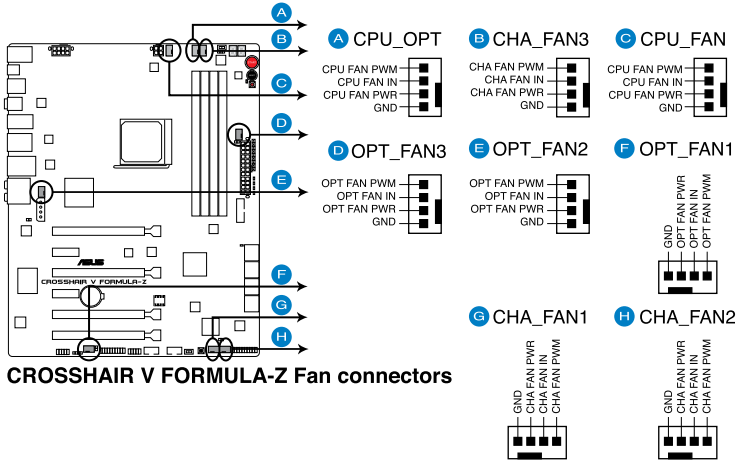 A
B
C
D
E
F
G
H
ASUS
CROSSHAIR V FORMULA-Z
CROSSHAIR V FORMULA-Z Fan connectors
A CPU_OPT
CPU FAN PWM
CPU FAN IN
CPU FAN PWR
GND
B CHA_FAN3
CHA FAN PWM
CHA FAN IN
CHA FAN PWR
GND
C CPU_FAN
CPU FAN PWM
CPU FAN IN
CPU FAN PWR
GND
D OPT_FAN3
OPT FAN PWM
OPT FAN IN
OPT FAN PWR
GND
E OPT_FAN2
OPT FAN PWM
OPT FAN IN
OPT FAN PWR
GND
F OPT_FAN1
GND
OPT FAN PWR
OPT FAN IN
OPT FAN PWM
G CHA_FAN1
GND
CHA FAN PWR
CHA FAN IN
CHA FAN PWM
H CHA_FAN2
GND
CHA FAN PWR
CHA FAN IN
CHA FAN PWM